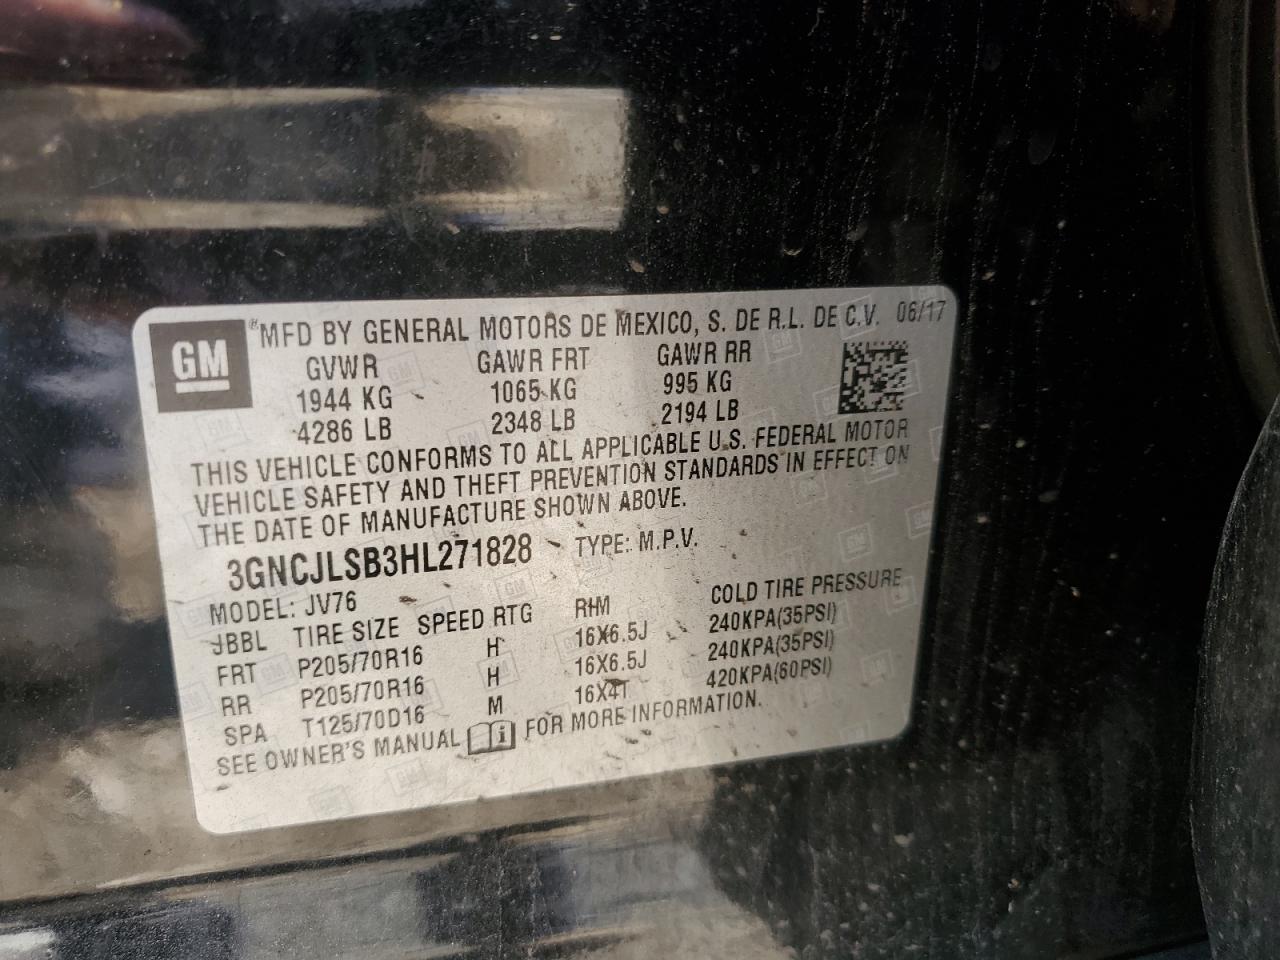 GM
MFD BY GENERAL MOTORS DE MEXICO, S. DE R.L. DE C.V. 06/17
GVWR GAWR FRT GAWR RR
1944 KG 1065 KG 995 KG
4286 LB 2348 LB 2194 LB
THIS VEHICLE CONFORMS TO ALL APPLICABLE U.S. FEDERAL MOTOR
VEHICLE SAFETY AND THEFT PREVENTION STANDARDS IN EFFECT ON
THE DATE OF MANUFACTURE SHOWN ABOVE.
3GNCJLSB3HL271828 TYPE: M.P.V.
MODEL: JV76
JBBL TIRE SIZE SPEED RTG RIM COLD TIRE PRESSURE
FRT P205/70R16 H 16X6.5J 240KPA(35PSI)
RR P205/70R16 H 16X6.5J 240KPA(35PSI)
SPA T125/70D16 M 16X4T 420KPA(60PSI)
SEE OWNER'S MANUAL i FOR MORE INFORMATION.